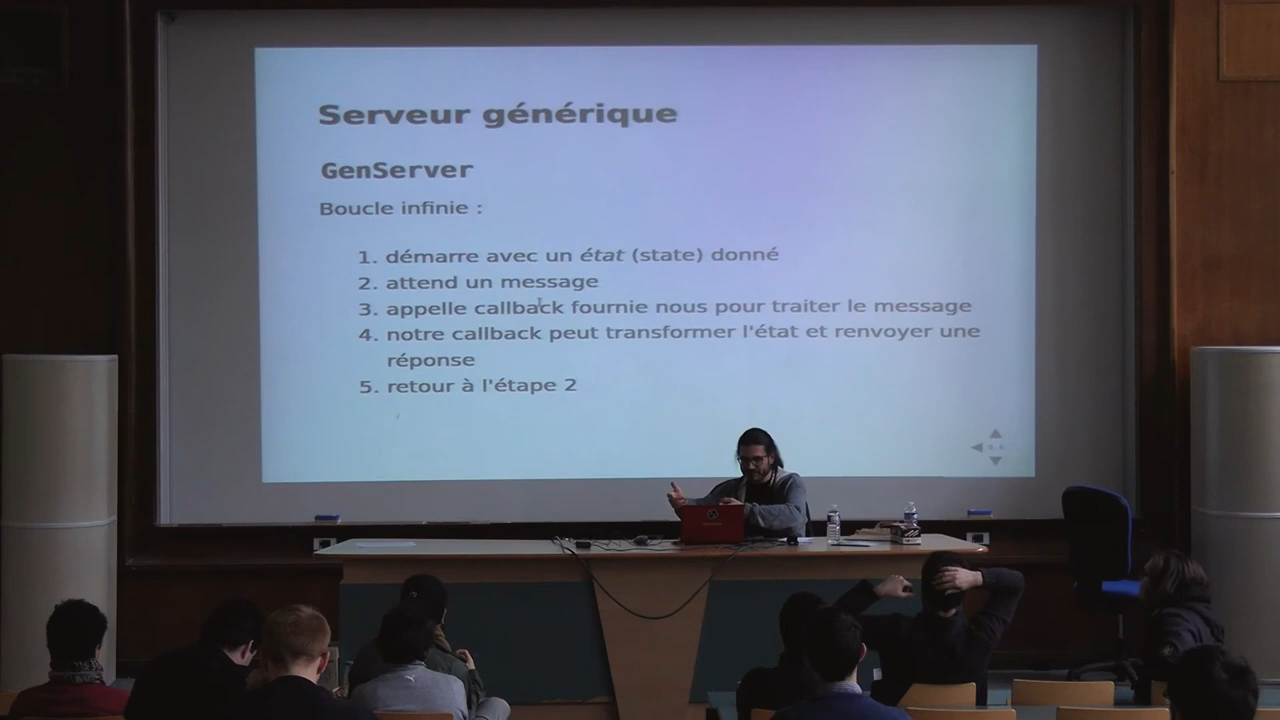 Serveur générique
GenServer
Boucle infinie :
1. démarre avec un état (state) donné
2. attend un message
3. appelle callback fournie nous pour traiter le message
4. notre callback peut transformer l'état et renvoyer une
réponse
5. retour à l'étape 2